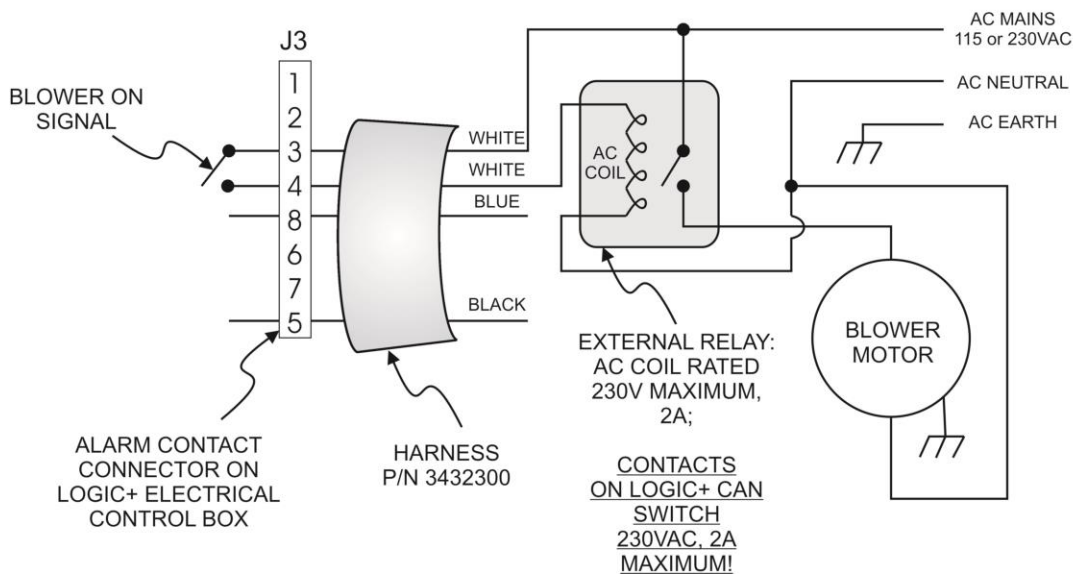 AC MAINS
115 or 230VAC
J3
1
BLOWER ON
SIGNAL
AC NEUTRAL
2
AC EARTH
3
WHITE
AC
COIL
4
WHITE
8
BLUE
6
7
5
BLACK
BLOWER
MOTOR
EXTERNAL RELAY:
AC COIL RATED
230V MAXIMUM,
2A;
ALARM CONTACT
CONNECTOR ON
LOGIC+ ELECTRICAL
CONTROL BOX
HARNESS
P/N 3432300
CONTACTS
ON LOGIC+ CAN
SWITCH
230VAC, 2A
MAXIMUM!